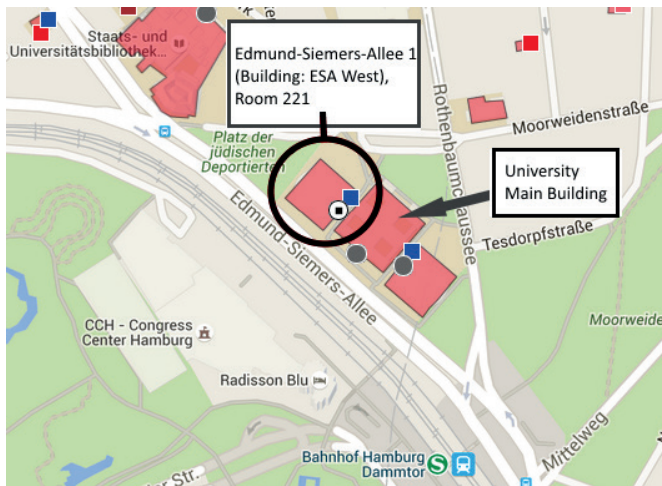 Staats- und
Universitätsbibliothek...
Edmund-Siemers-Allee 1
(Building: ESA West),
Room 221
Rothenbaumchaussee
Moorweidenstraße
Platz der
jüdischen
Deportierten
University
Main Building
Tesdorpfstraße
Edmund-Siemers-Allee
CCH - Congress
Center Hamburg
Moorweide
Radisson Blu
Mittelweg
Bahnhof Hamburg
Dammtor
S
Str.